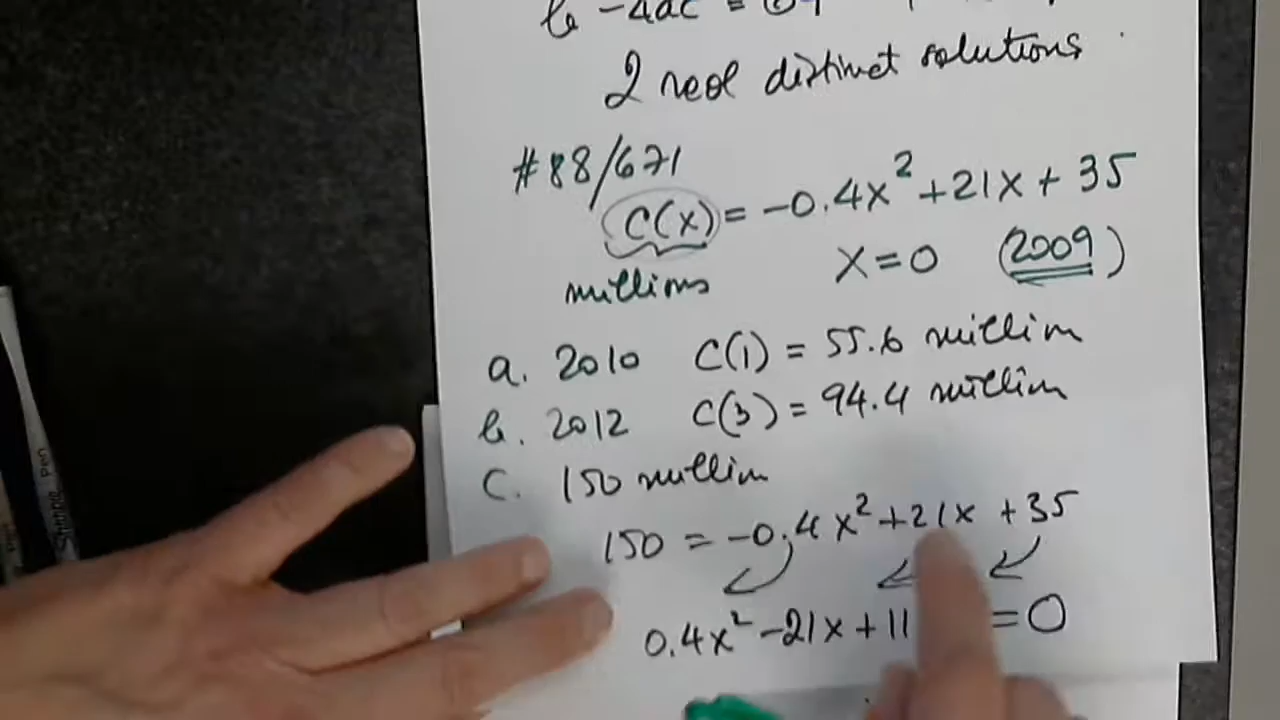 2 real distinct solutions
#88/671
C(x) = -0.4x² + 21x + 35
millions x = 0 (2009)
a. 2010 C(1) = 55.6 million
b. 2012 C(3) = 94.4 million
c. 150 million
150 = -0.4x² + 21x + 35
0.4x² - 21x + 11 = 0